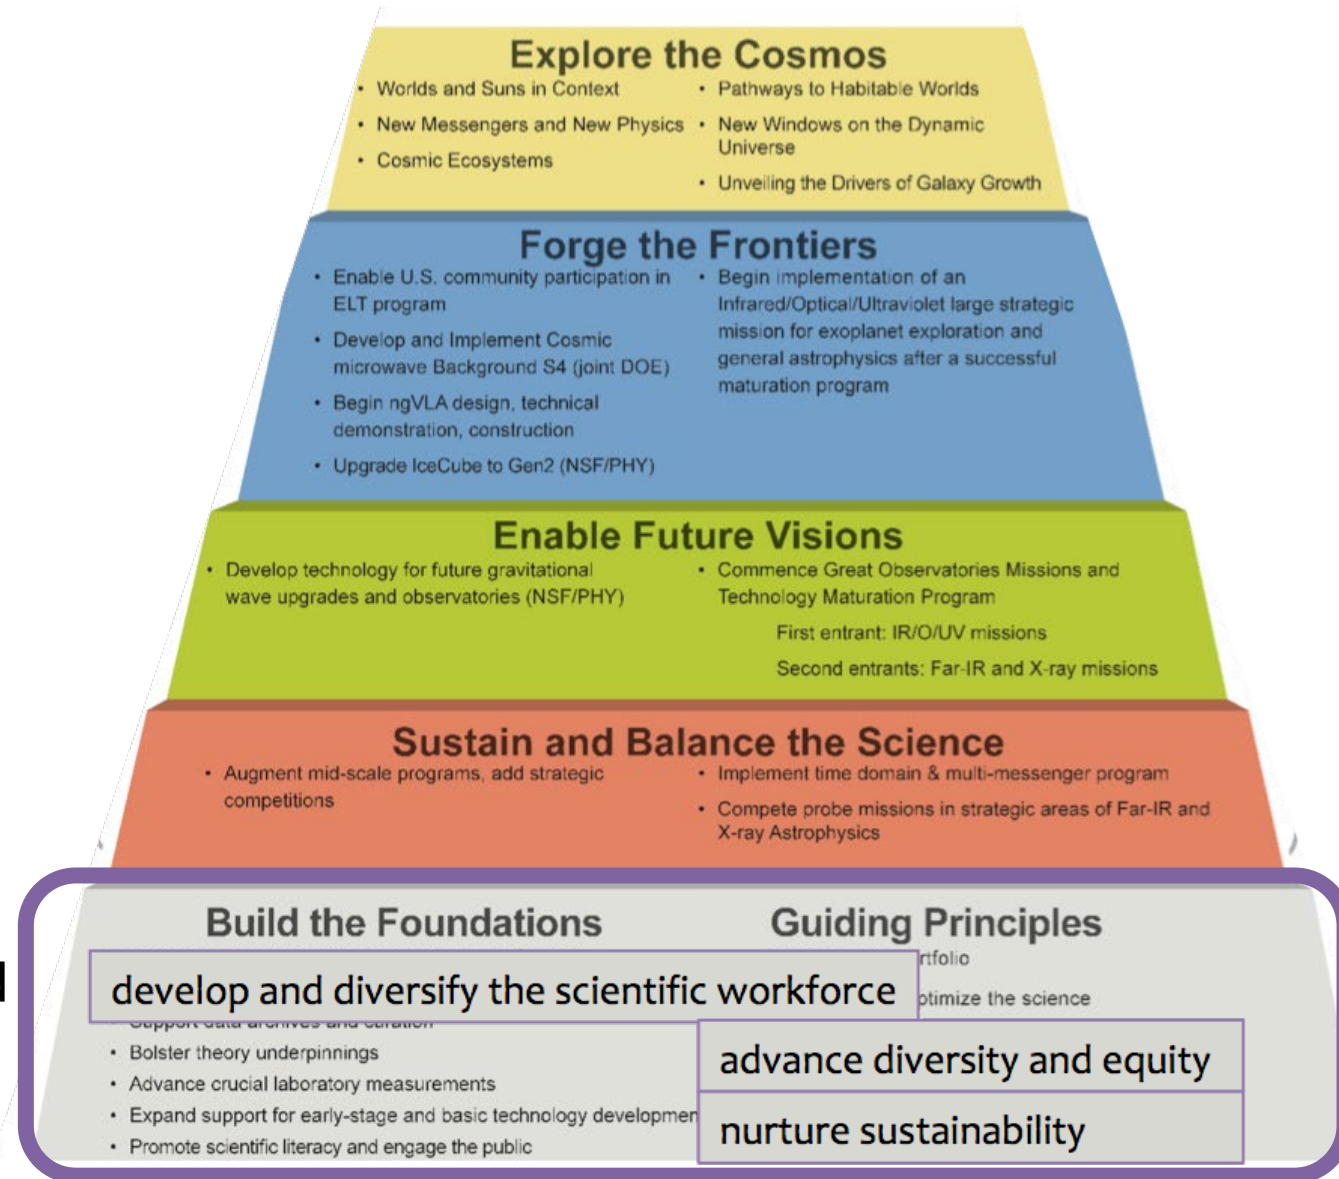 Explore the Cosmos
• Worlds and Suns in Context
• New Messengers and New Physics
• Cosmic Ecosystems
• Pathways to Habitable Worlds
• New Windows on the Dynamic
Universe
• Unveiling the Drivers of Galaxy Growth
Forge the Frontiers
• Enable U.S. community participation in
ELT program
• Develop and Implement Cosmic
microwave Background S4 (joint DOE)
• Begin ngVLA design, technical
demonstration, construction
• Upgrade IceCube to Gen2 (NSF/PHY)
• Begin implementation of an
Infrared/Optical/Ultraviolet large strategic
mission for exoplanet exploration and
general astrophysics after a successful
maturation program
Enable Future Visions
• Develop technology for future gravitational
wave upgrades and observatories (NSF/PHY)
• Commence Great Observatories Missions and
Technology Maturation Program
First entrant: IR/O/UV missions
Second entrants: Far-IR and X-ray missions
Sustain and Balance the Science
• Augment mid-scale programs, add strategic
competitions
• Implement time domain & multi-messenger program
• Compete probe missions in strategic areas of Far-IR and
X-ray Astrophysics
Build the Foundations
develop and diversify the scientific workforce
• Support data archives and curation
• Bolster theory underpinnings
• Advance crucial laboratory measurements
• Expand support for early-stage and basic technology developmen
• Promote scientific literacy and engage the public
Guiding Principles
rtfolio
ptimize the science
advance diversity and equity
nurture sustainability